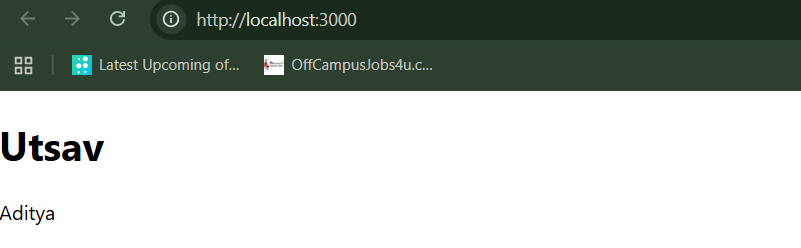 http://localhost:3000
Latest Upcoming of... OffCampusJobs4u.c...
Utsav
Aditya